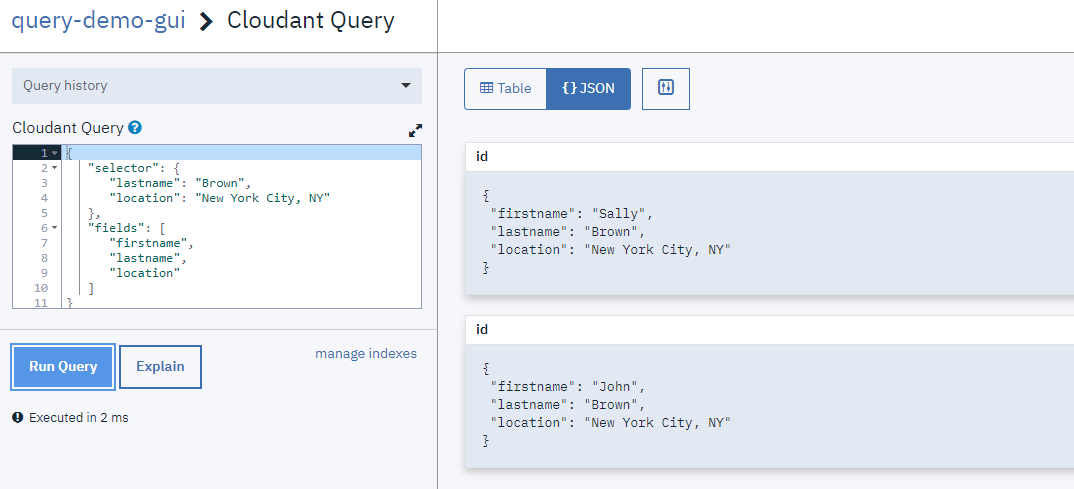 query-demo-gui > Cloudant Query
Query history
Cloudant Query ?
1 {
2 "selector": {
3 "lastname": "Brown",
4 "location": "New York City, NY"
5 },
6 "fields": [
7 "firstname",
8 "lastname",
9 "location"
10 ]
11 }
Run Query
Explain
manage indexes
Executed in 2 ms
Table
{} JSON
id
{
"firstname": "Sally",
"lastname": "Brown",
"location": "New York City, NY"
}
id
{
"firstname": "John",
"lastname": "Brown",
"location": "New York City, NY"
}